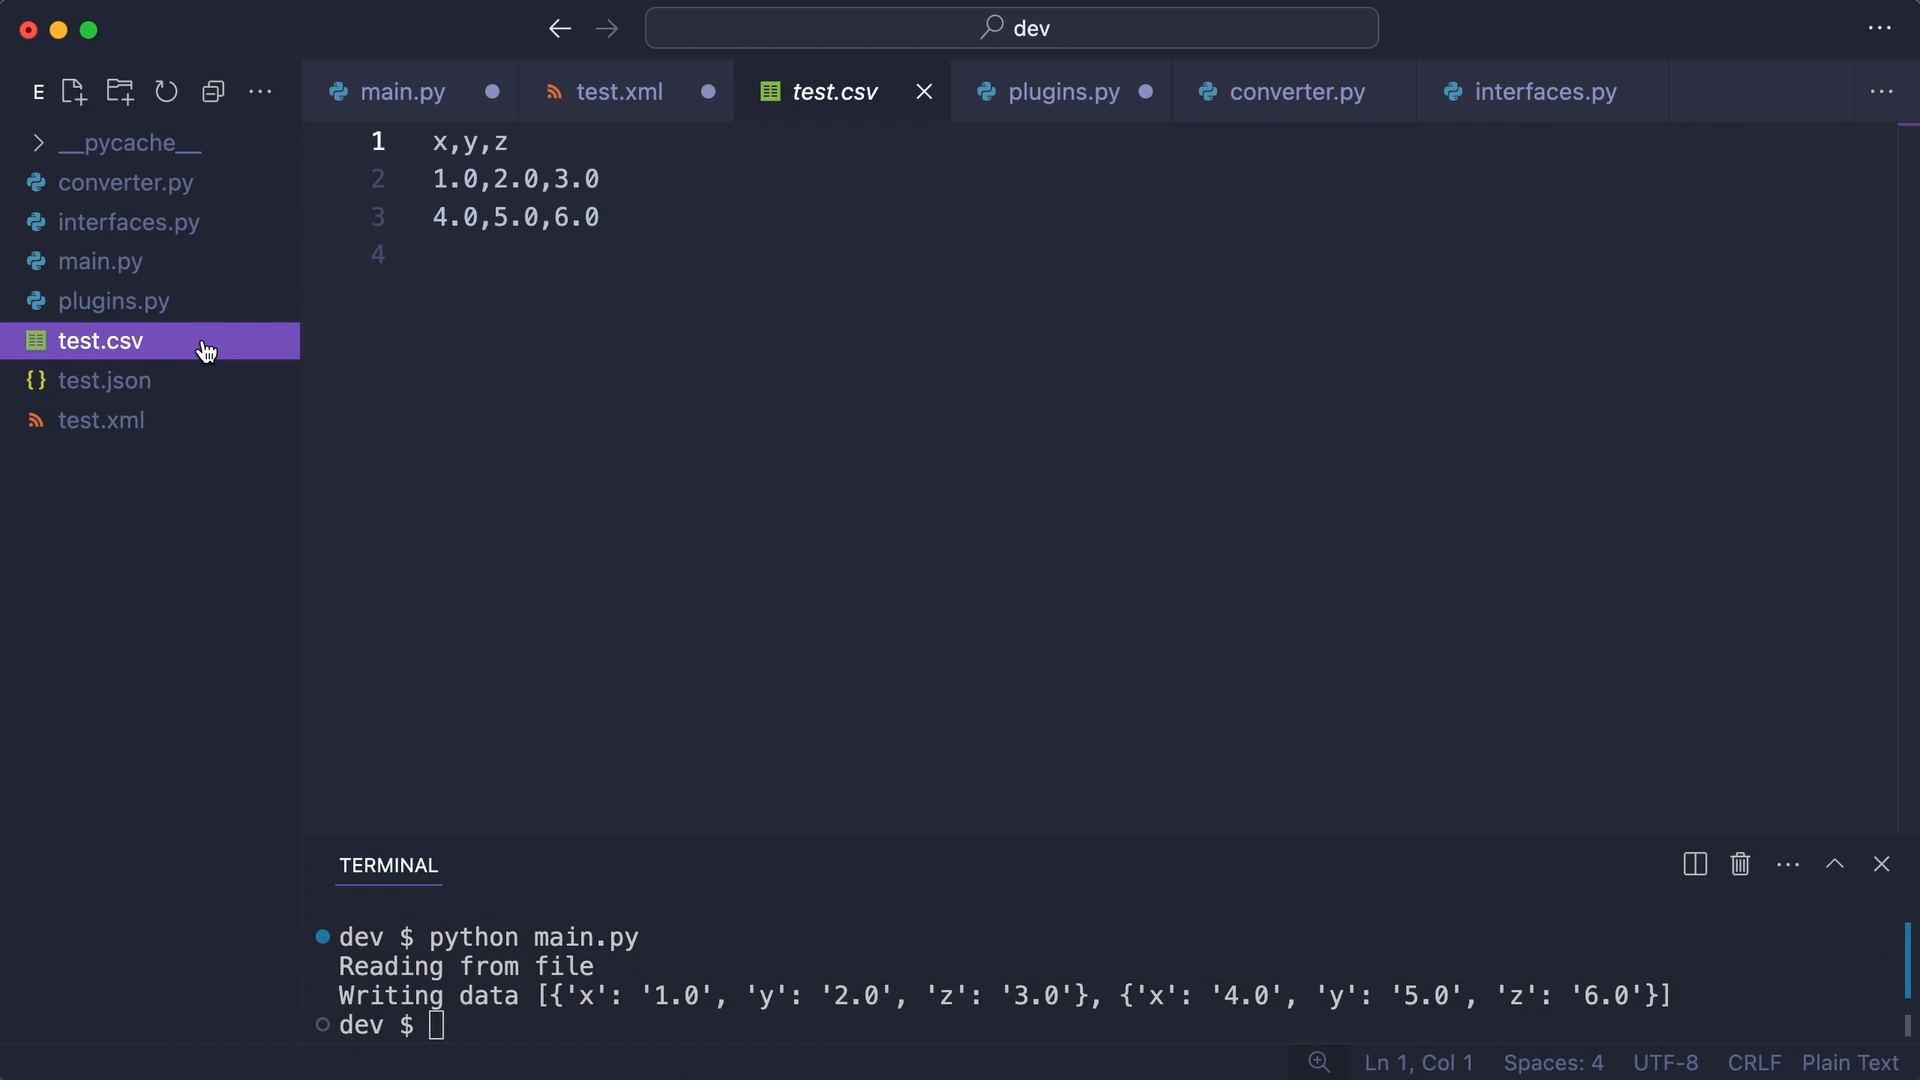 dev
E
main.py
test.xml
test.csv
plugins.py
converter.py
interfaces.py
__pycache__
converter.py
interfaces.py
main.py
plugins.py
test.csv
test.json
test.xml
1 x,y,z
2 1.0,2.0,3.0
3 4.0,5.0,6.0
4
TERMINAL
dev $ python main.py
Reading from file
Writing data [{'x': '1.0', 'y': '2.0', 'z': '3.0'}, {'x': '4.0', 'y': '5.0', 'z': '6.0'}]
dev $
Ln 1, Col 1 Spaces: 4 UTF-8 CRLF Plain Text